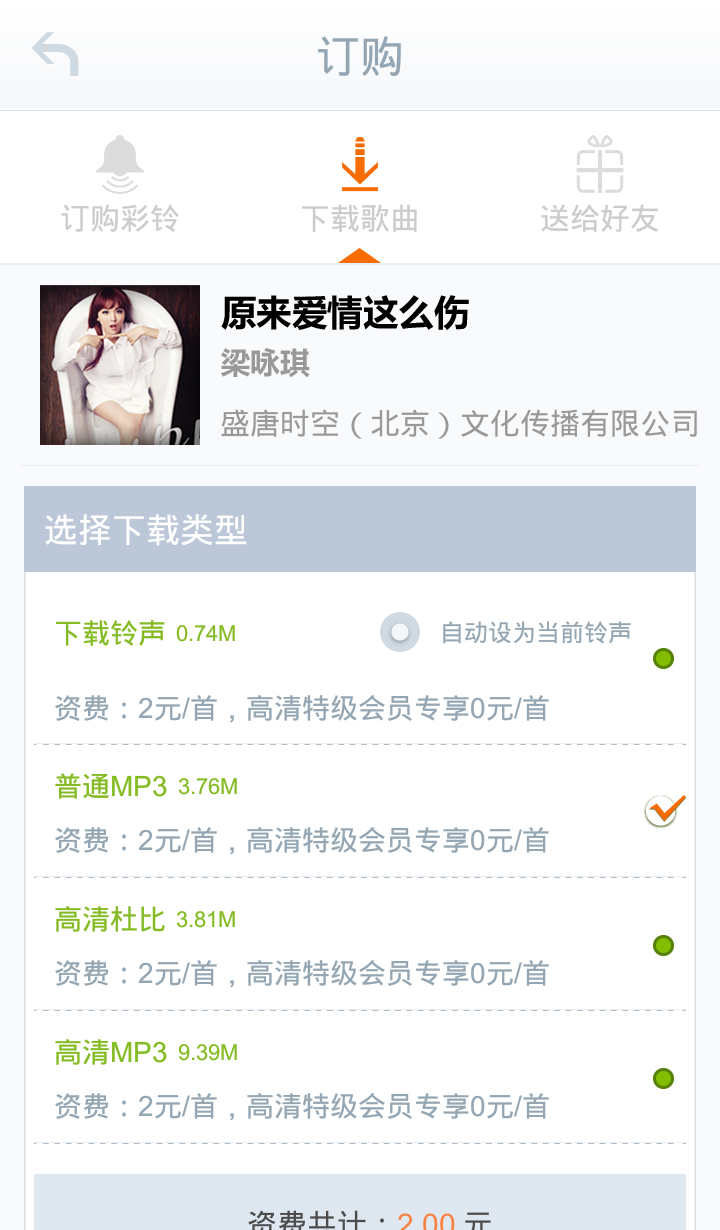 订购
订购彩铃
下载歌曲
送给好友
原来爱情这么伤
梁咏琪
盛唐时空（北京）文化传播有限公司
选择下载类型
下载铃声 0.74M 自动设为当前铃声
资费：2元/首，高清特级会员专享0元/首
普通MP3 3.76M
资费：2元/首，高清特级会员专享0元/首
高清杜比 3.81M
资费：2元/首，高清特级会员专享0元/首
高清MP3 9.39M
资费：2元/首，高清特级会员专享0元/首
资费共计：2.00 元